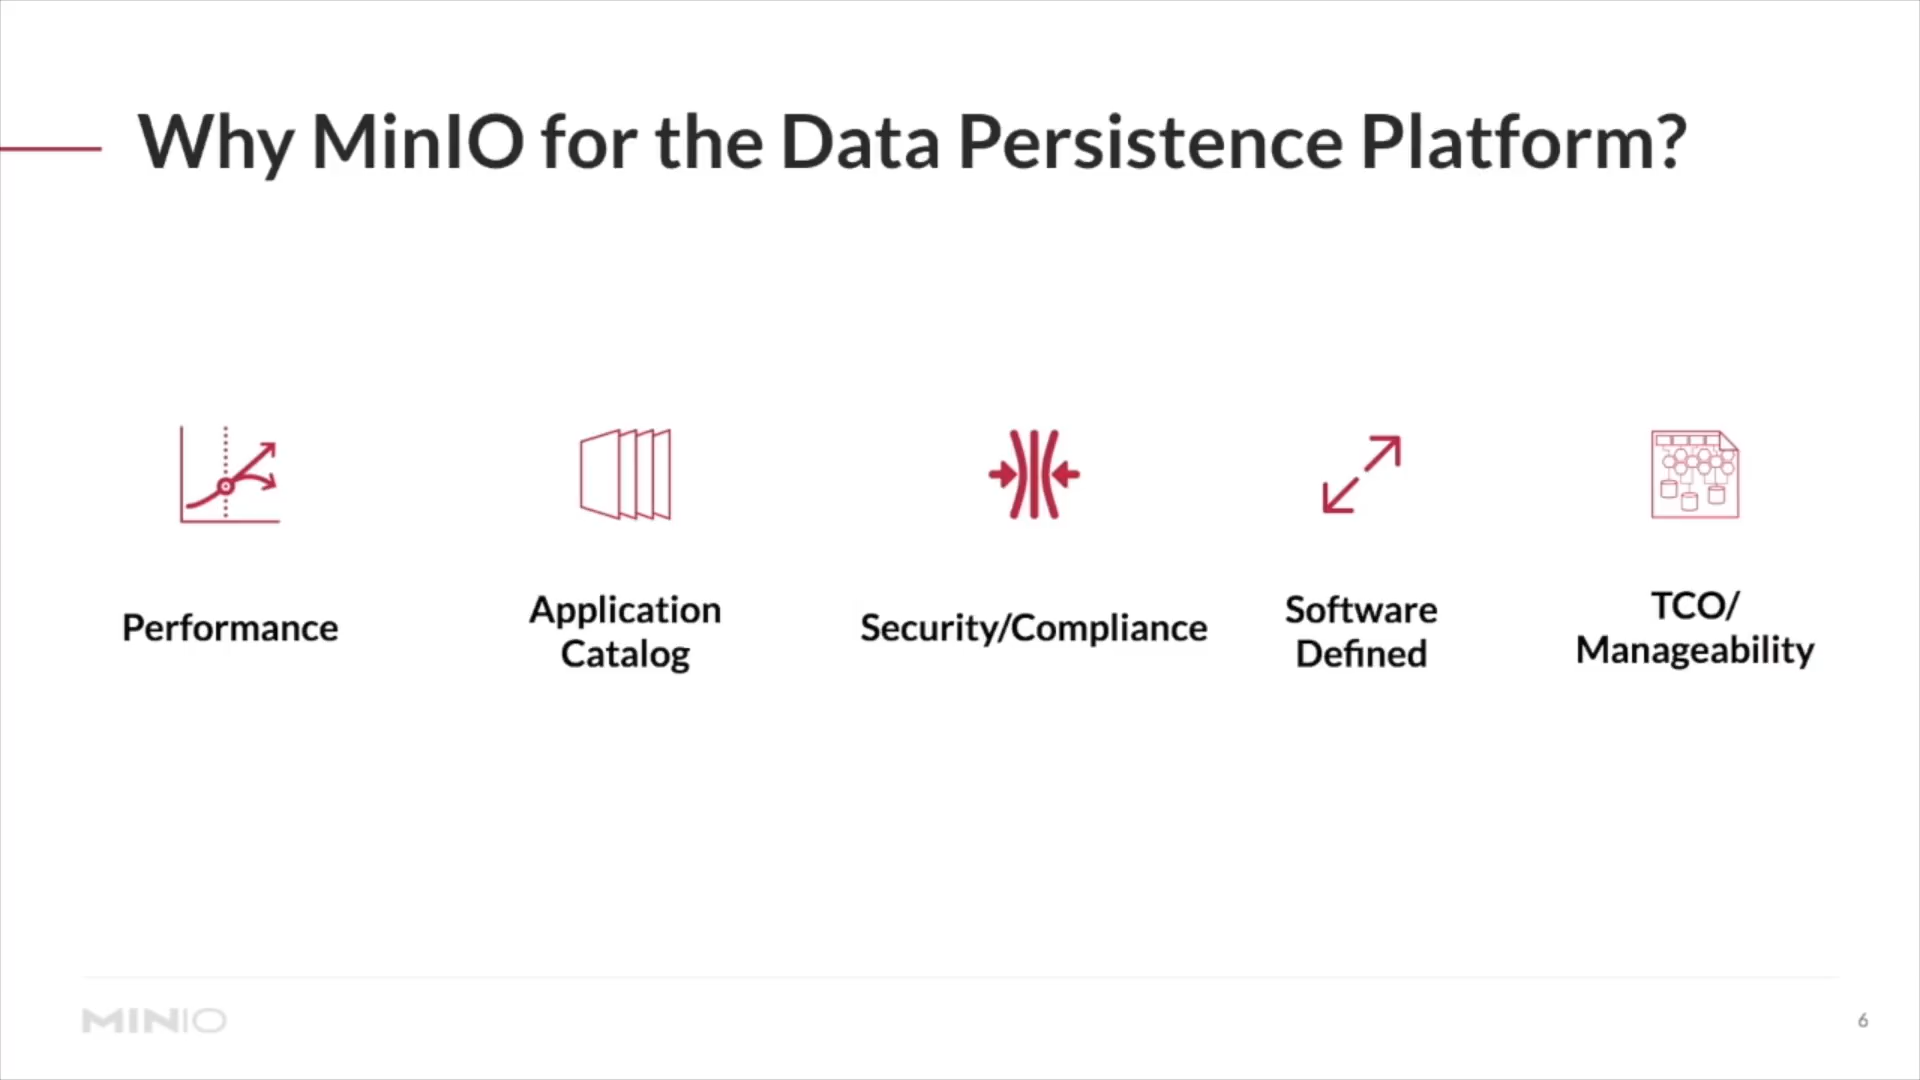 Why MinIO for the Data Persistence Platform?
Performance
Application
Catalog
Security/Compliance
Software
Defined
TCO/
Manageability
MINIO
6